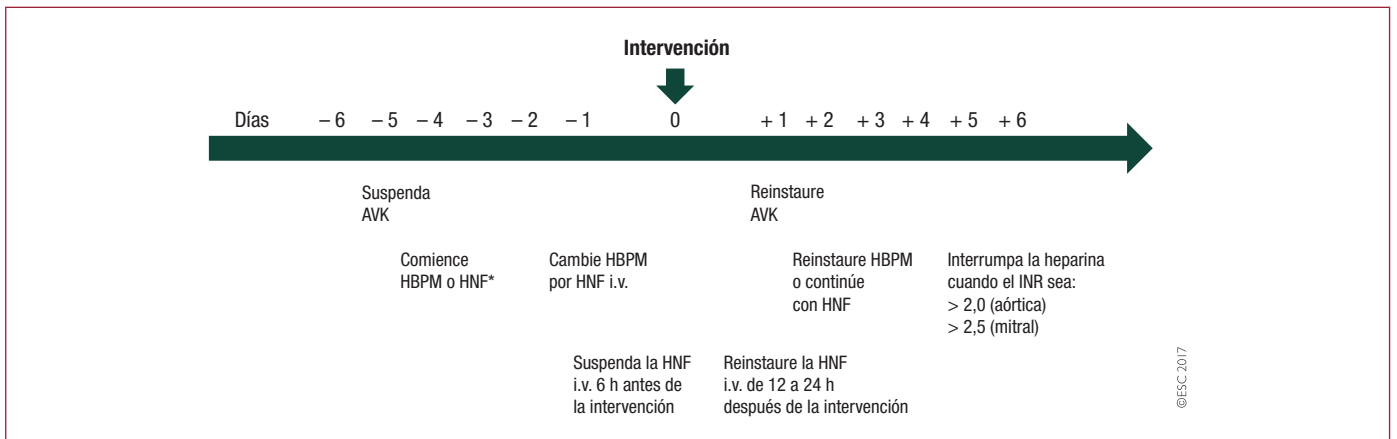 Intervención
Días – 6 – 5 – 4 – 3 – 2 – 1 0 + 1 + 2 + 3 + 4 + 5 + 6
Suspenda
AVK
Reinstaure
AVK
Comience
HBPM o HNF*
Cambie HBPM
por HNF i.v.
Reinstaure HBPM
o continúe
con HNF
Interrumpa la heparina
cuando el INR sea:
> 2,0 (aórtica)
> 2,5 (mitral)
Suspenda la HNF
i.v. 6 h antes de
la intervención
Reinstaure la HNF
i.v. de 12 a 24 h
después de la intervención
©ESC 2017